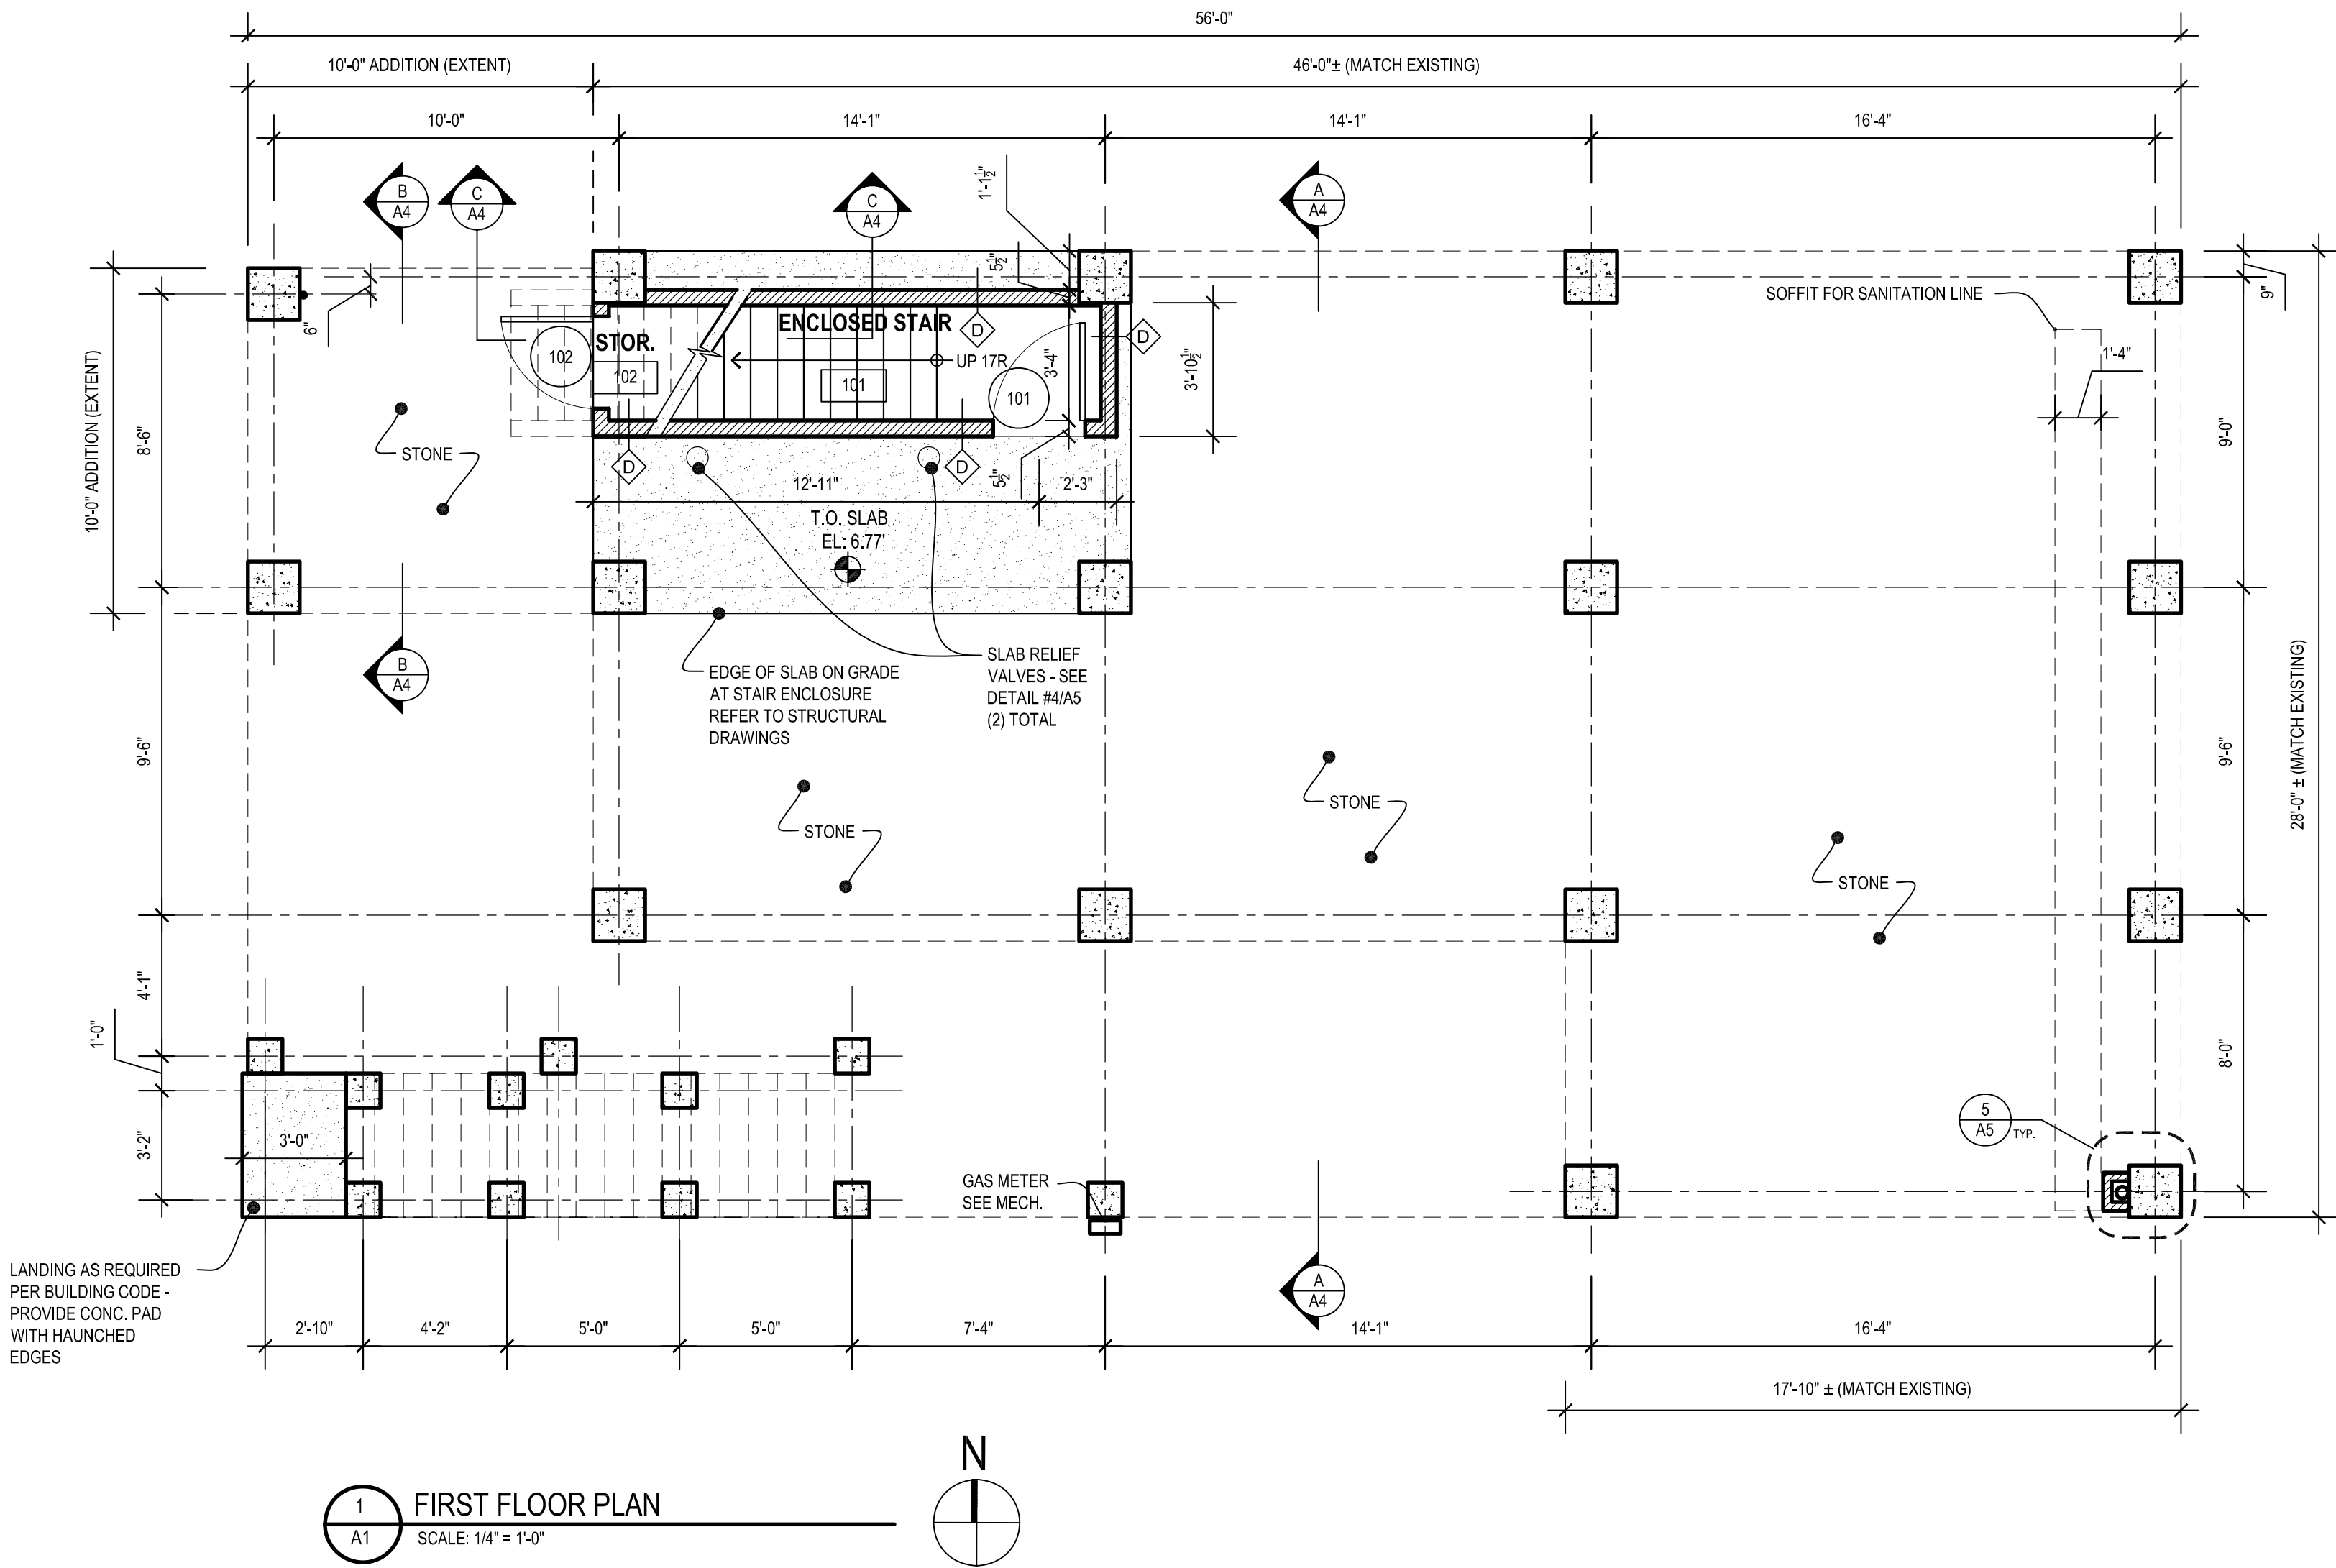 56'-0"
10'-0" ADDITION (EXTENT)
46'-0"± (MATCH EXISTING)
10'-0"
14'-1"
14'-1"
16'-4"
B
A4
C
A4
C
A4
1'-1 1/2"
A
A4
6"
5 1/2"
SOFFIT FOR SANITATION LINE
9"
ENCLOSED STAIR
D
D
STOR.
102
102
UP 17R
101
101
3'-4"
3'-10 1/2"
1'-4"
10'-0" ADDITION (EXTENT)
8'-6"
STONE
9'-0"
D
D
12'-11"
5 1/2"
2'-3"
T.O. SLAB
EL: 6.77'
B
A4
EDGE OF SLAB ON GRADE
AT STAIR ENCLOSURE
REFER TO STRUCTURAL
DRAWINGS
SLAB RELIEF
VALVES - SEE
DETAIL #4/A5
(2) TOTAL
9'-6"
9'-6"
28'-0" ± (MATCH EXISTING)
STONE
STONE
STONE
4'-1"
1'-0"
8'-0"
3'-2"
3'-0"
5
A5
TYP.
GAS METER
SEE MECH.
LANDING AS REQUIRED
PER BUILDING CODE -
PROVIDE CONC. PAD
WITH HAUNCHED
EDGES
A
A4
2'-10"
4'-2"
5'-0"
5'-0"
7'-4"
14'-1"
16'-4"
17'-10" ± (MATCH EXISTING)
N
1
A1
FIRST FLOOR PLAN
SCALE: 1/4" = 1'-0"